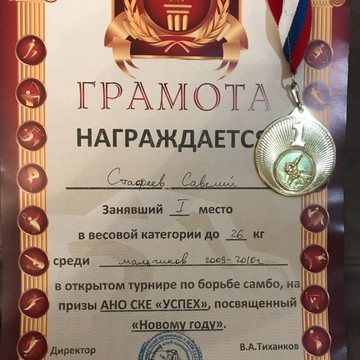 ГРАМОТА
НАГРАЖДАЕТСЯ
Стафеев Савелий
Занявший I место
в весовой категории до 26 кг
среди мальчиков 2009-2010г
в открытом турнире по борьбе самбо, на
призы АНО СКЕ «УСПЕХ», посвященный
«Новому году».
Директор В.А.Тиханков
1